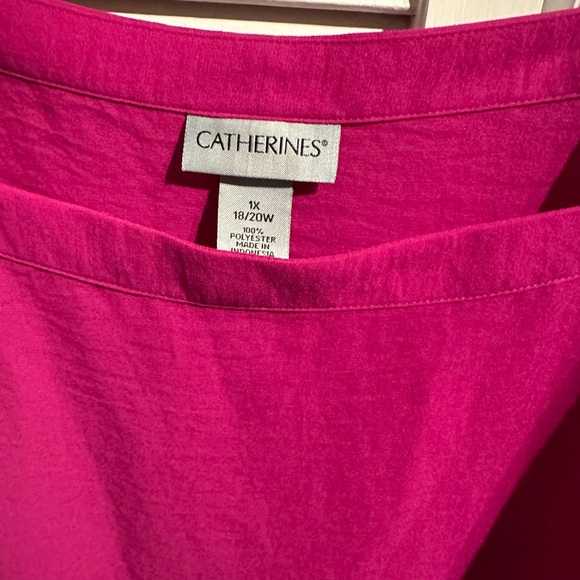 CATHERINES®
1X
18/20W
100%
POLYESTER
MADE IN
INDONESIA